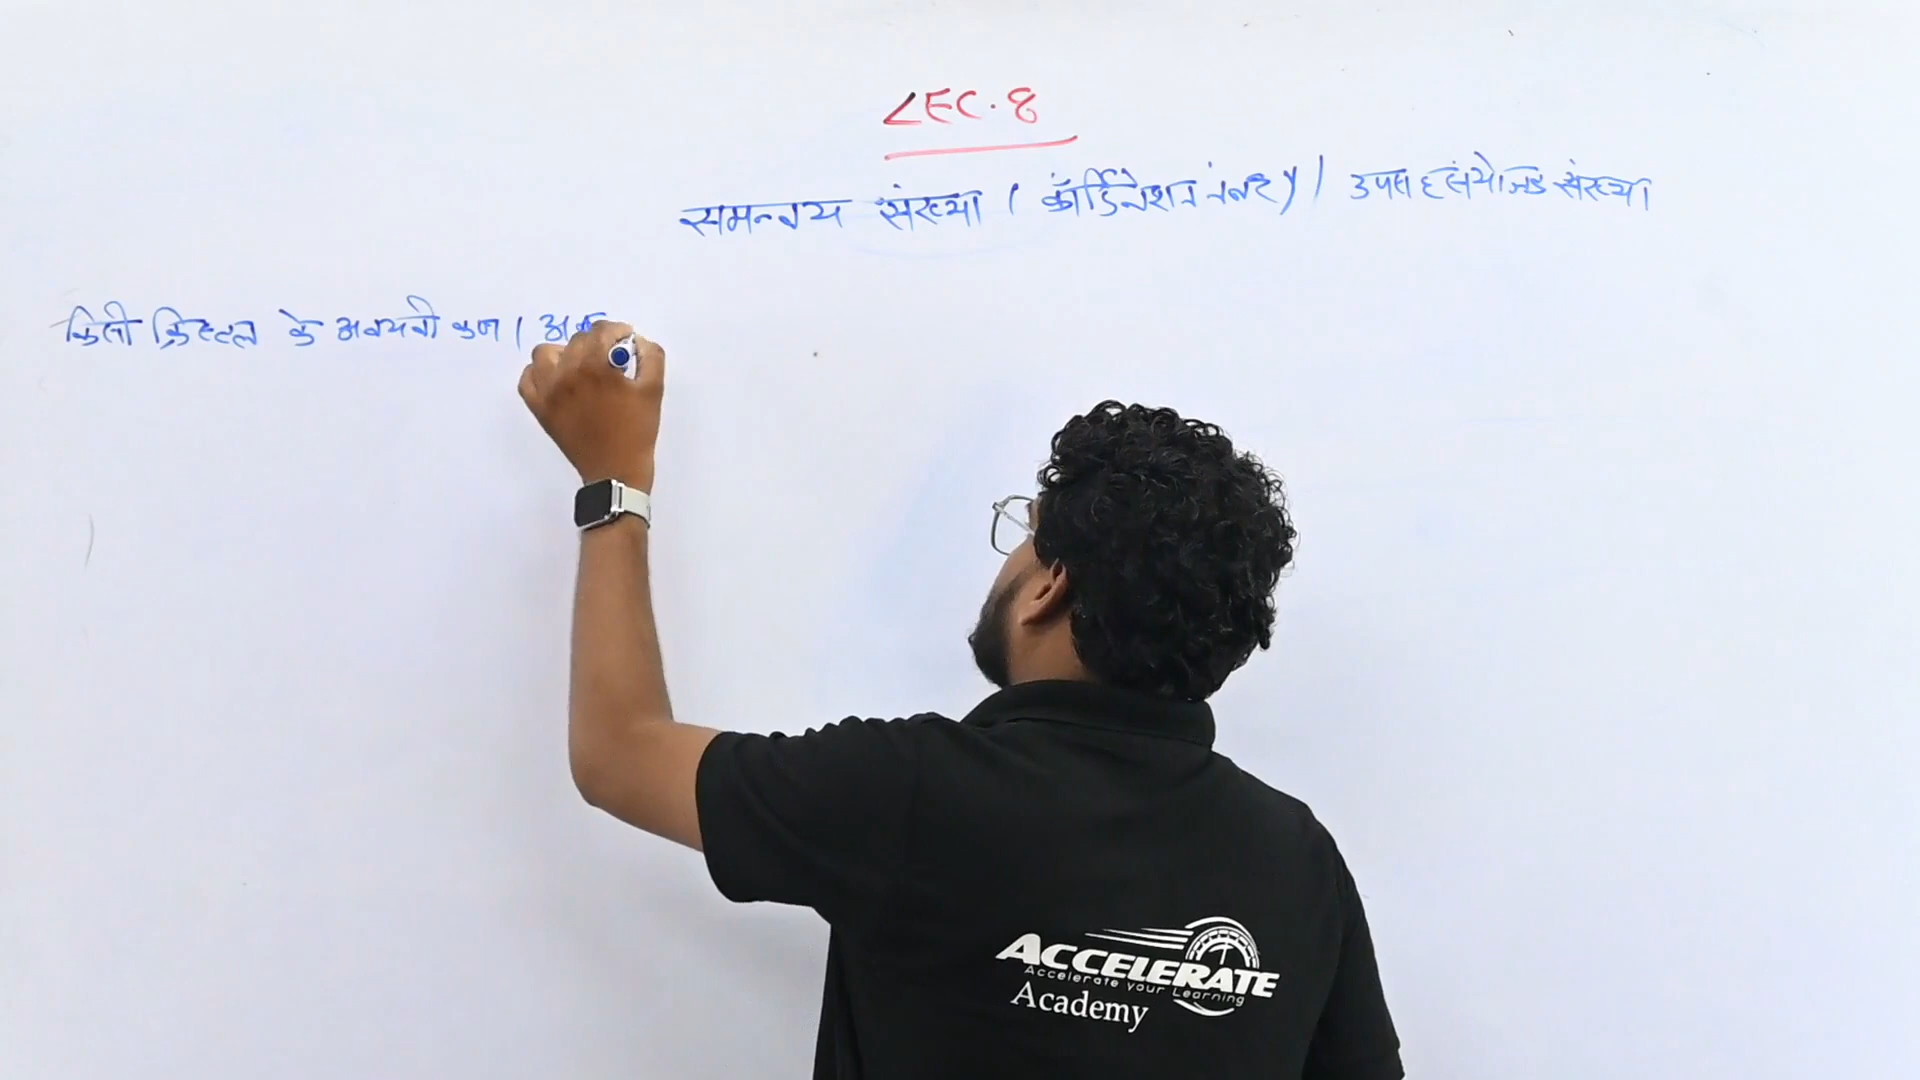 LEC.8
समन्वय संख्या ( कॉर्डिनेशन नंबर ) / उपसहसंयोजक संख्या
किसी क्रिस्टल के अवयवी कण /
ACCELERATE
Accelerate your Learning
Academy